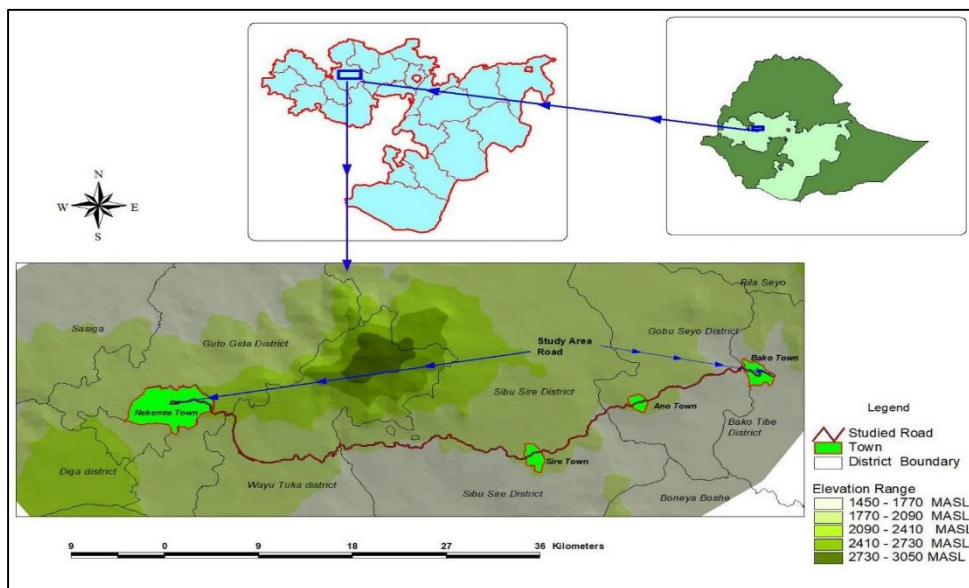 N
W E
S
Rila Seyo
Sasiga
Guto Gida District
Gobu Seyo District
Study Area
Road
Bako Town
Sibu Sire District
Nekemte Town
Ano Town
Bako Tibe
District
Diga district
Sire Town
Wayu Tuka district
Sibu Sire District
Boneya Boshe
Legend
Studied Road
Town
District Boundary
Elevation Range
1450 - 1770 MASL
1770 - 2090 MASL
2090 - 2410 MASL
2410 - 2730 MASL
2730 - 3050 MASL
9 0 9 18 27 36 Kilometers